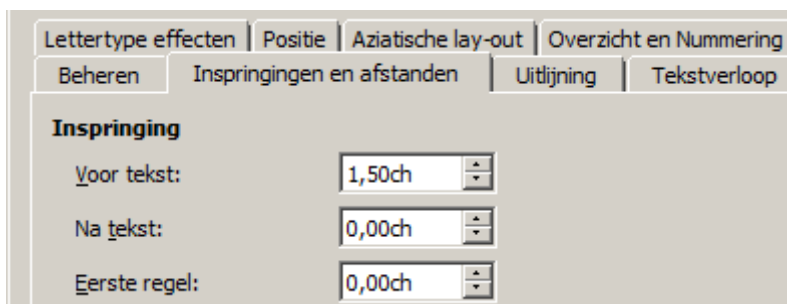 Lettertype effecten Positie Aziatische lay-out Overzicht en Nummering
Beheren Inspringingen en afstanden Uitlijning Tekstverloop
Inspringing
Voor tekst: 1,50ch
Na tekst: 0,00ch
Eerste regel: 0,00ch